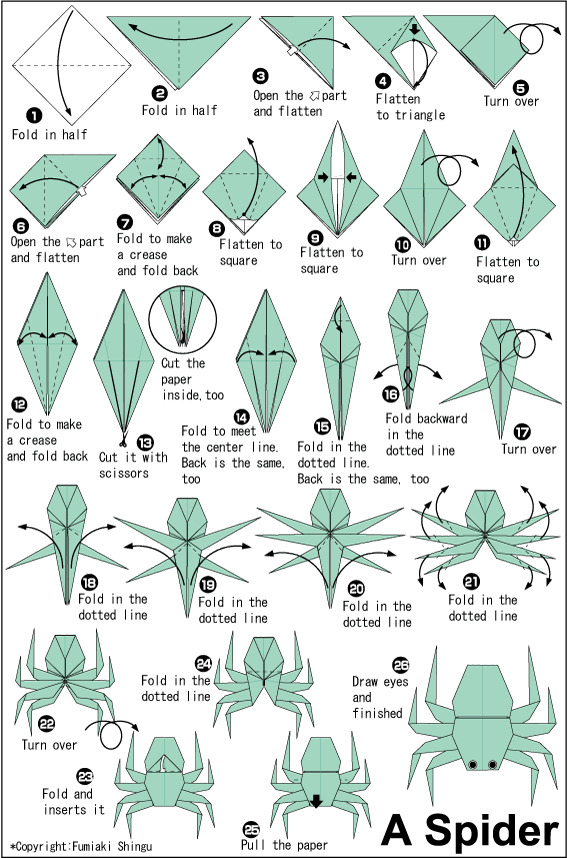 1
Fold in half
2
Fold in half
3
Open the part
and flatten
4
Flatten
to triangle
5
Turn over
6
Open the part
and flatten
7
Fold to make
a crease
and fold back
8
Flatten to
square
9
Flatten to
square
10
Turn over
11
Flatten to
square
12
Fold to make
a crease
and fold back
13
Cut it with
scissors
Cut the
paper
inside, too
14
Fold to meet
the center line.
Back is the same,
too
15
Fold in the
dotted line.
Back is the same, too
16
Fold backward
in the
dotted line
17
Turn over
18
Fold in the
dotted line
19
Fold in the
dotted line
20
Fold in the
dotted line
21
Fold in the
dotted line
22
Turn over
23
Fold and
inserts it
24
Fold in the
dotted line
25
Pull the paper
26
Draw eyes
and
finished
A Spider
*Copyright:Fumiaki Shingu